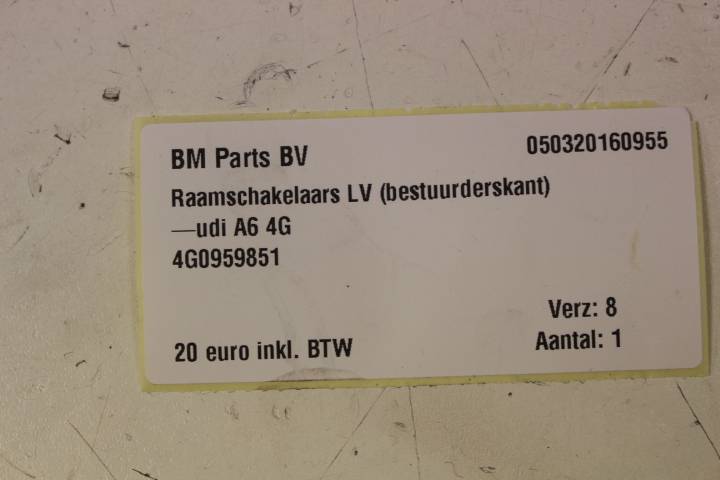 BM Parts BV 050320160955
Raamschakelaars LV (bestuurderskant)
—udi A6 4G
4G0959851
Verz: 8
20 euro inkl. BTW Aantal: 1